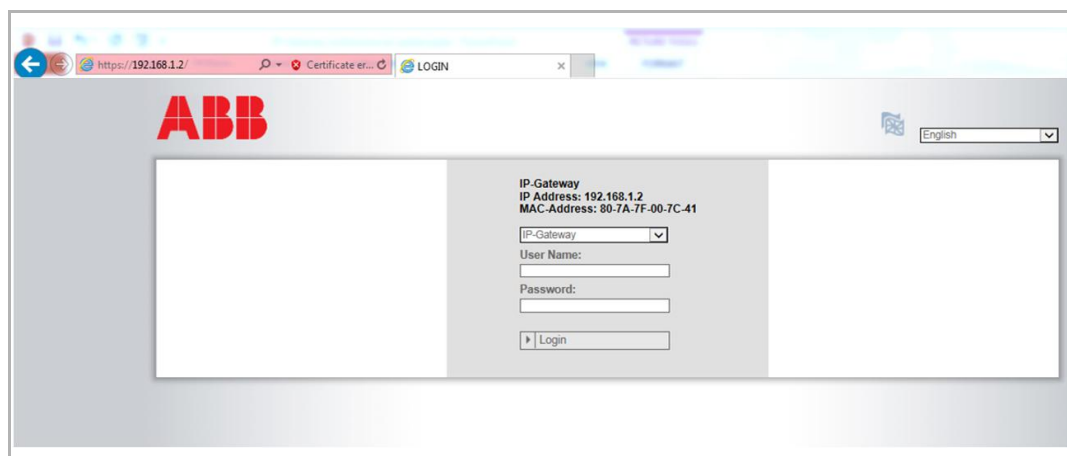 https://192.168.1.2/
Certificate er...
LOGIN
ABB
English
IP-Gateway
IP Address: 192.168.1.2
MAC-Address: 80-7A-7F-00-7C-41
IP-Gateway
User Name:
Password:
Login